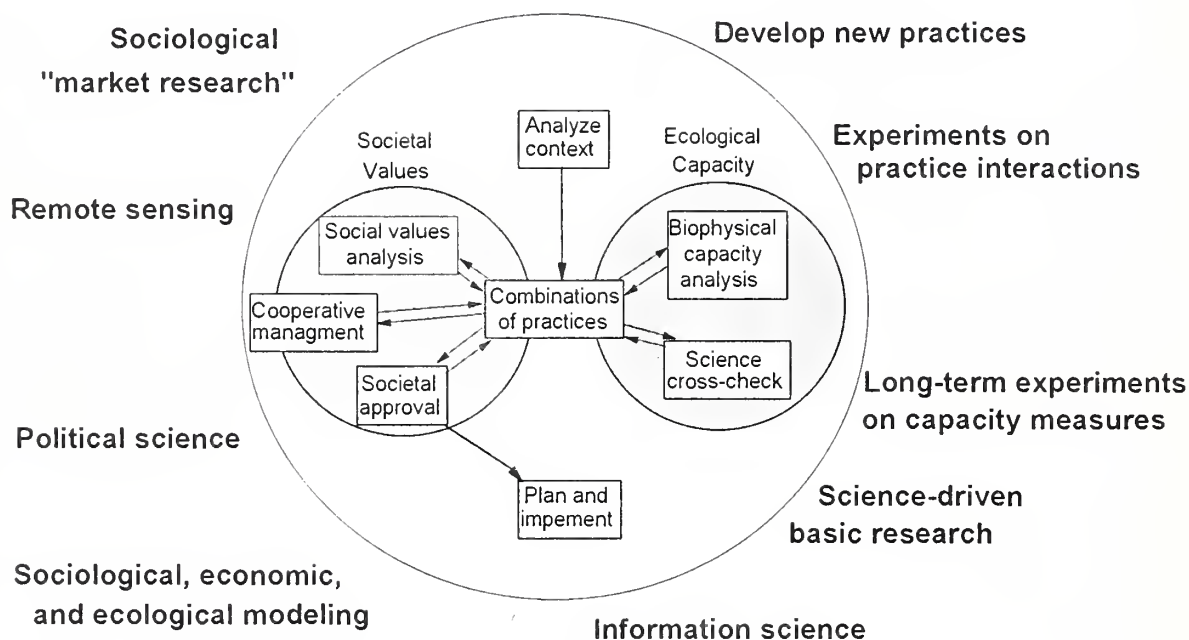 Sociological
"market research"
Develop new practices
Analyze
context
Societal
Values
Ecological
Capacity
Experiments on
practice interactions
Remote sensing
Social values
analysis
Biophysical
capacity
analysis
Cooperative
managment
Combinations
of practices
Societal
approval
Science
cross-check
Long-term experiments
on capacity measures
Political science
Plan and
impement
Science-driven
basic research
Sociological, economic,
and ecological modeling
Information science